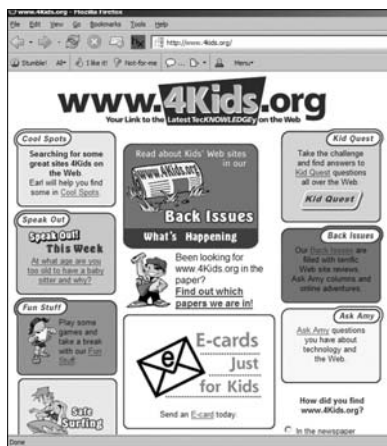 www.4Kids.org - Mozilla Firefox
File Edit View Go Bookmarks Tools Help
http://www.4kids.org/
Stumble! All I like it! Not-for-me Menu
www.4Kids.org
Your Link to the Latest TecKNOWLEDGEy on the Web
Cool Spots
Searching for some
great sites 4Kids on
the Web
Earl will help you find
some in Cool Spots.
Speak Out
Speak Out!
This Week
At what age are you
too old to have a baby
sitter and why?
Fun Stuff
Play some
games and
take a break
with our Fun
Stuff.
Safe
Surfing
Read about Kids' Web sites
in our
www.4Kids.org
Back Issues
What's Happening
Been looking for
www.4Kids.org in the
paper?
Find out which
papers we are in!
e
E-cards
Just
for Kids
Send an E-card today.
Kid Quest
Take the challenge
and find answers to
Kid Quest questions
all over the Web.
Kid Quest
Back Issues
Our Back Issues are
filled with terrific
Web site reviews,
Ask Amy columns and
online adventures.
Ask Amy
Ask Amy questions
you have about
technology and
the Web.
How did you find
www.4Kids.org?
In the newspaper
Done